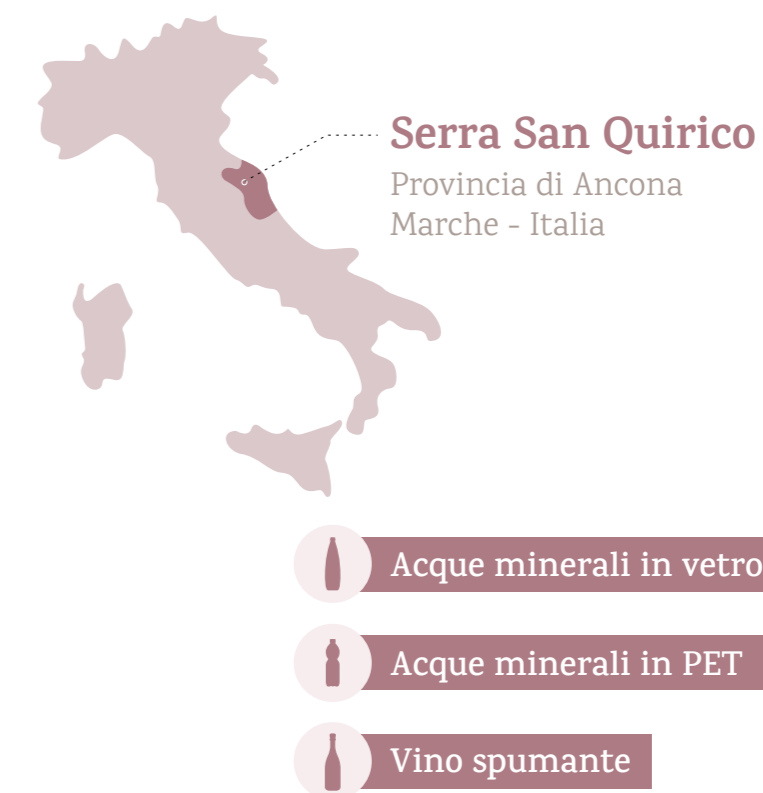 Serra San Quirico
Provincia di Ancona
Marche - Italia
Acque minerali in vetro
Acque minerali in PET
Vino spumante